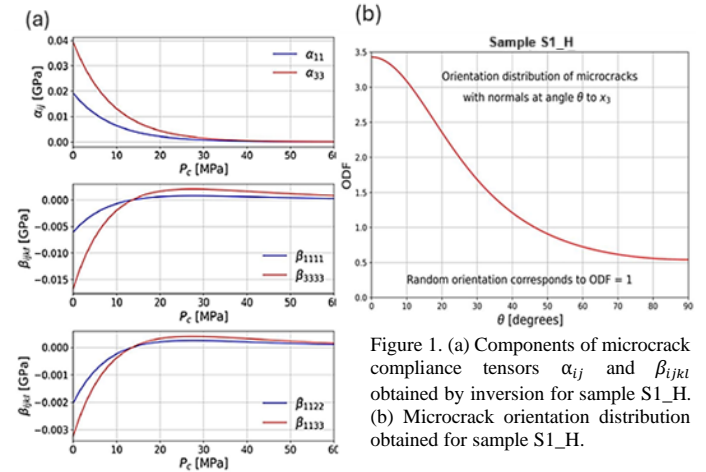 (a)
0.04
0.03
0.02
0.01
0.00
α₁₁
α₃₃
αᵢⱼ [GPa]
0 10 20 30 40 50 60
P_c [MPa]
0.000
−0.005
−0.010
−0.015
β₁₁₁₁
β₃₃₃₃
βᵢⱼₖₗ [GPa]
0 10 20 30 40 50 60
P_c [MPa]
0.000
−0.001
−0.002
−0.003
β₁₁₂₂
β₁₁₃₃
βᵢⱼₖₗ [GPa]
0 10 20 30 40 50 60
P_c [MPa]
(b)
Sample S1_H
3.5
3.0
2.5
2.0
1.5
1.0
0.5
0.0
ODF
Orientation distribution of microcracks
with normals at angle θ to x₃
Random orientation corresponds to ODF = 1
0 10 20 30 40 50 60 70 80 90
θ [degrees]
Figure 1. (a) Components of microcrack
compliance tensors αᵢⱼ and βᵢⱼₖₗ
obtained by inversion for sample S1_H.
(b) Microcrack orientation distribution
obtained for sample S1_H.